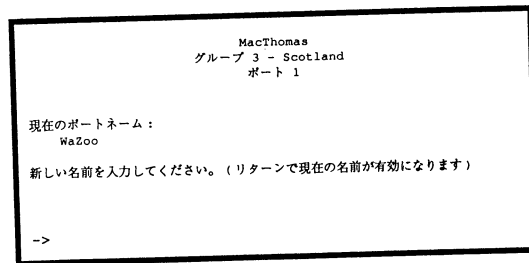 MacThomas
グループ 3 - Scotland
ポート 1
現在のポートネーム :
WaZoo
新しい名前を入力してください。(リターンで現在の名前が有効になります)
->